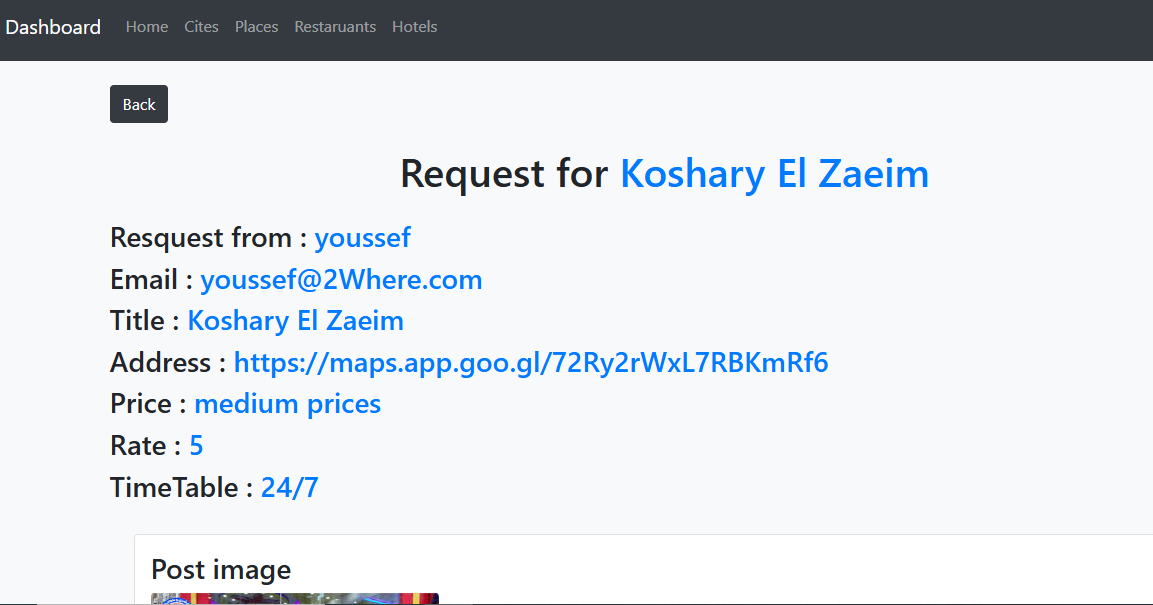 Dashboard Home Cites Places Restaruants Hotels
Back
Request for Koshary El Zaeim
Resquest from : youssef
Email : youssef@2Where.com
Title : Koshary El Zaeim
Address : https://maps.app.goo.gl/72Ry2rWxL7RBKmRf6
Price : medium prices
Rate : 5
TimeTable : 24/7
Post image